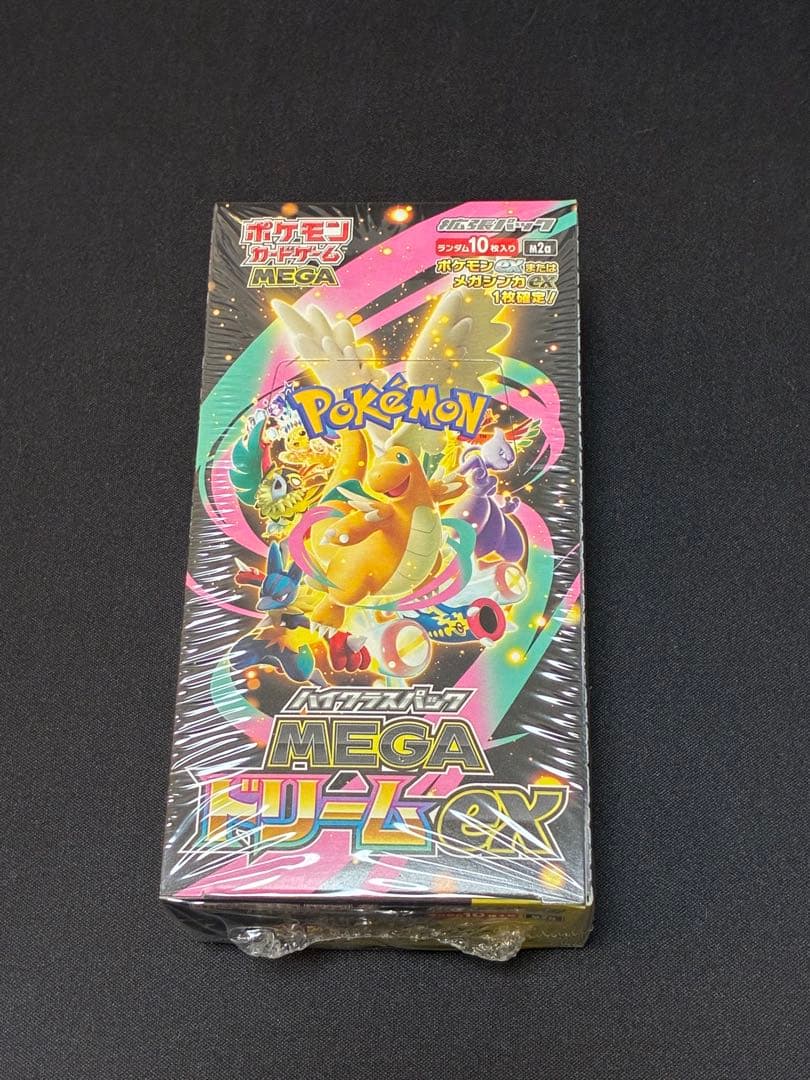 ポケモン
カードゲーム
MEGA
拡張パック
ランダム10枚入り M2a
ポケモンexまたは
メガシンカex
1枚確定!
POKéMON
TM
ハイクラスパック
MEGA
ドリームex